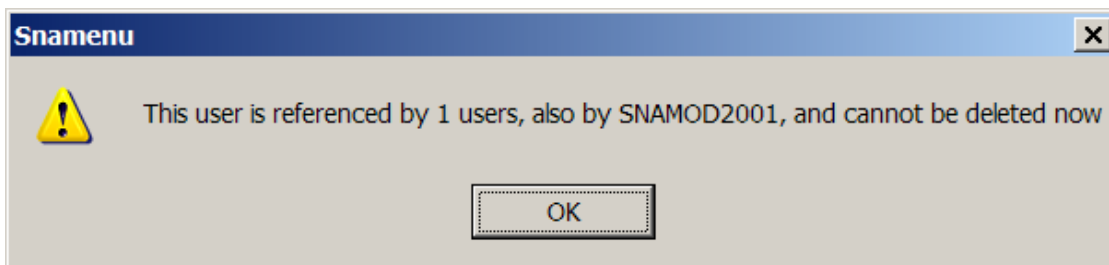 Snamenu
This user is referenced by 1 users, also by SNAMOD2001, and cannot be deleted now
OK